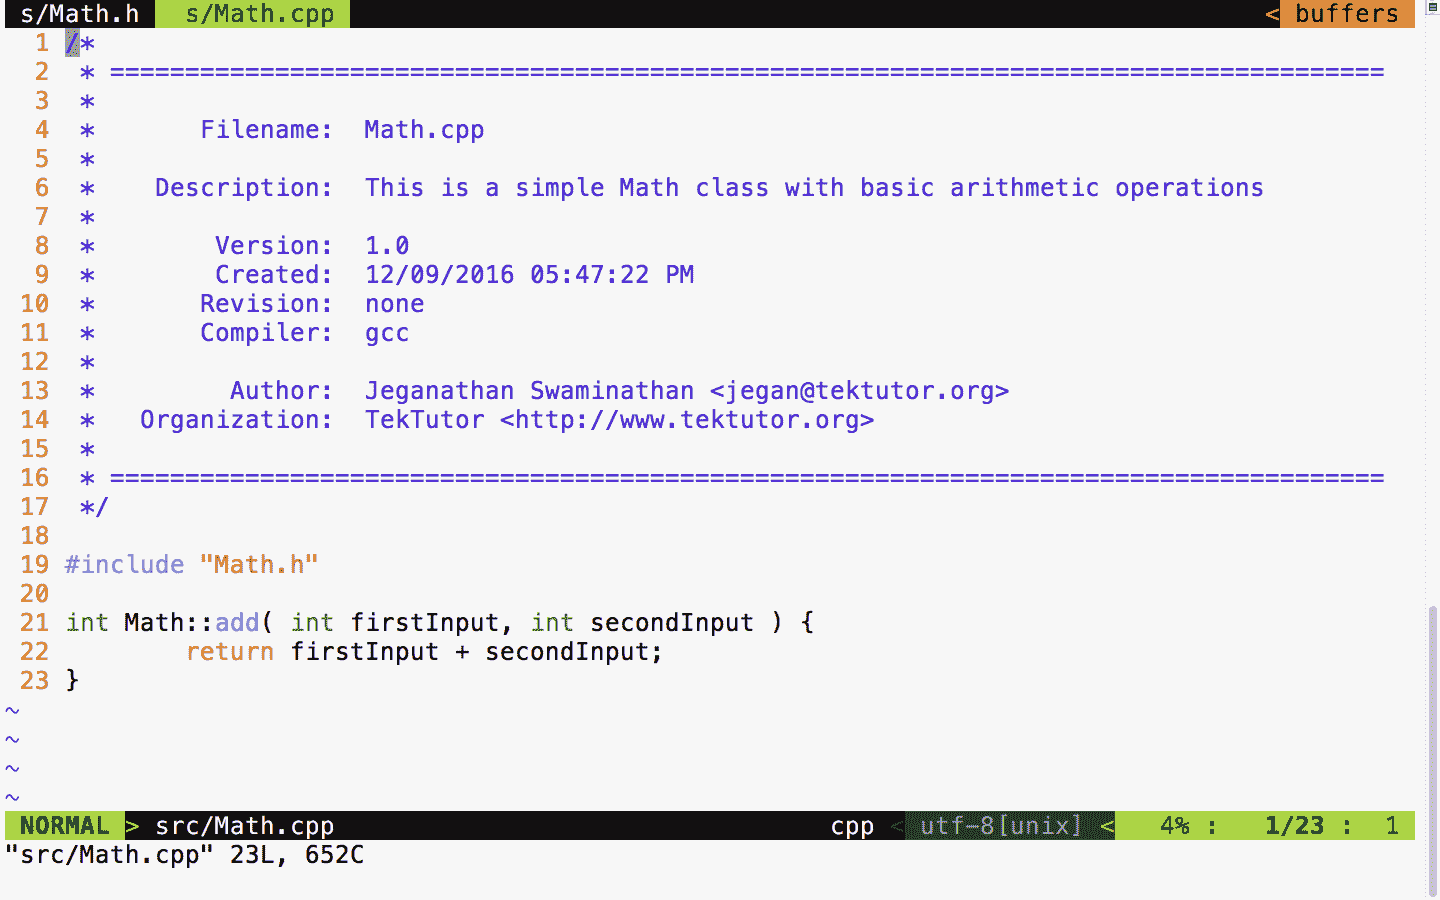 s/Math.h s/Math.cpp < buffers
1 /*
2 * =====================================================================================
3 *
4 * Filename: Math.cpp
5 *
6 * Description: This is a simple Math class with basic arithmetic operations
7 *
8 * Version: 1.0
9 * Created: 12/09/2016 05:47:22 PM
10 * Revision: none
11 * Compiler: gcc
12 *
13 * Author: Jeganathan Swaminathan <jegan@tektutor.org>
14 * Organization: TekTutor <http://www.tektutor.org>
15 *
16 * =====================================================================================
17 */
18
19 #include "Math.h"
20
21 int Math::add( int firstInput, int secondInput ) {
22 return firstInput + secondInput;
23 }
~
~
~
~
NORMAL > src/Math.cpp cpp < utf-8[unix] < 4% : 1/23 : 1
"src/Math.cpp" 23L, 652C